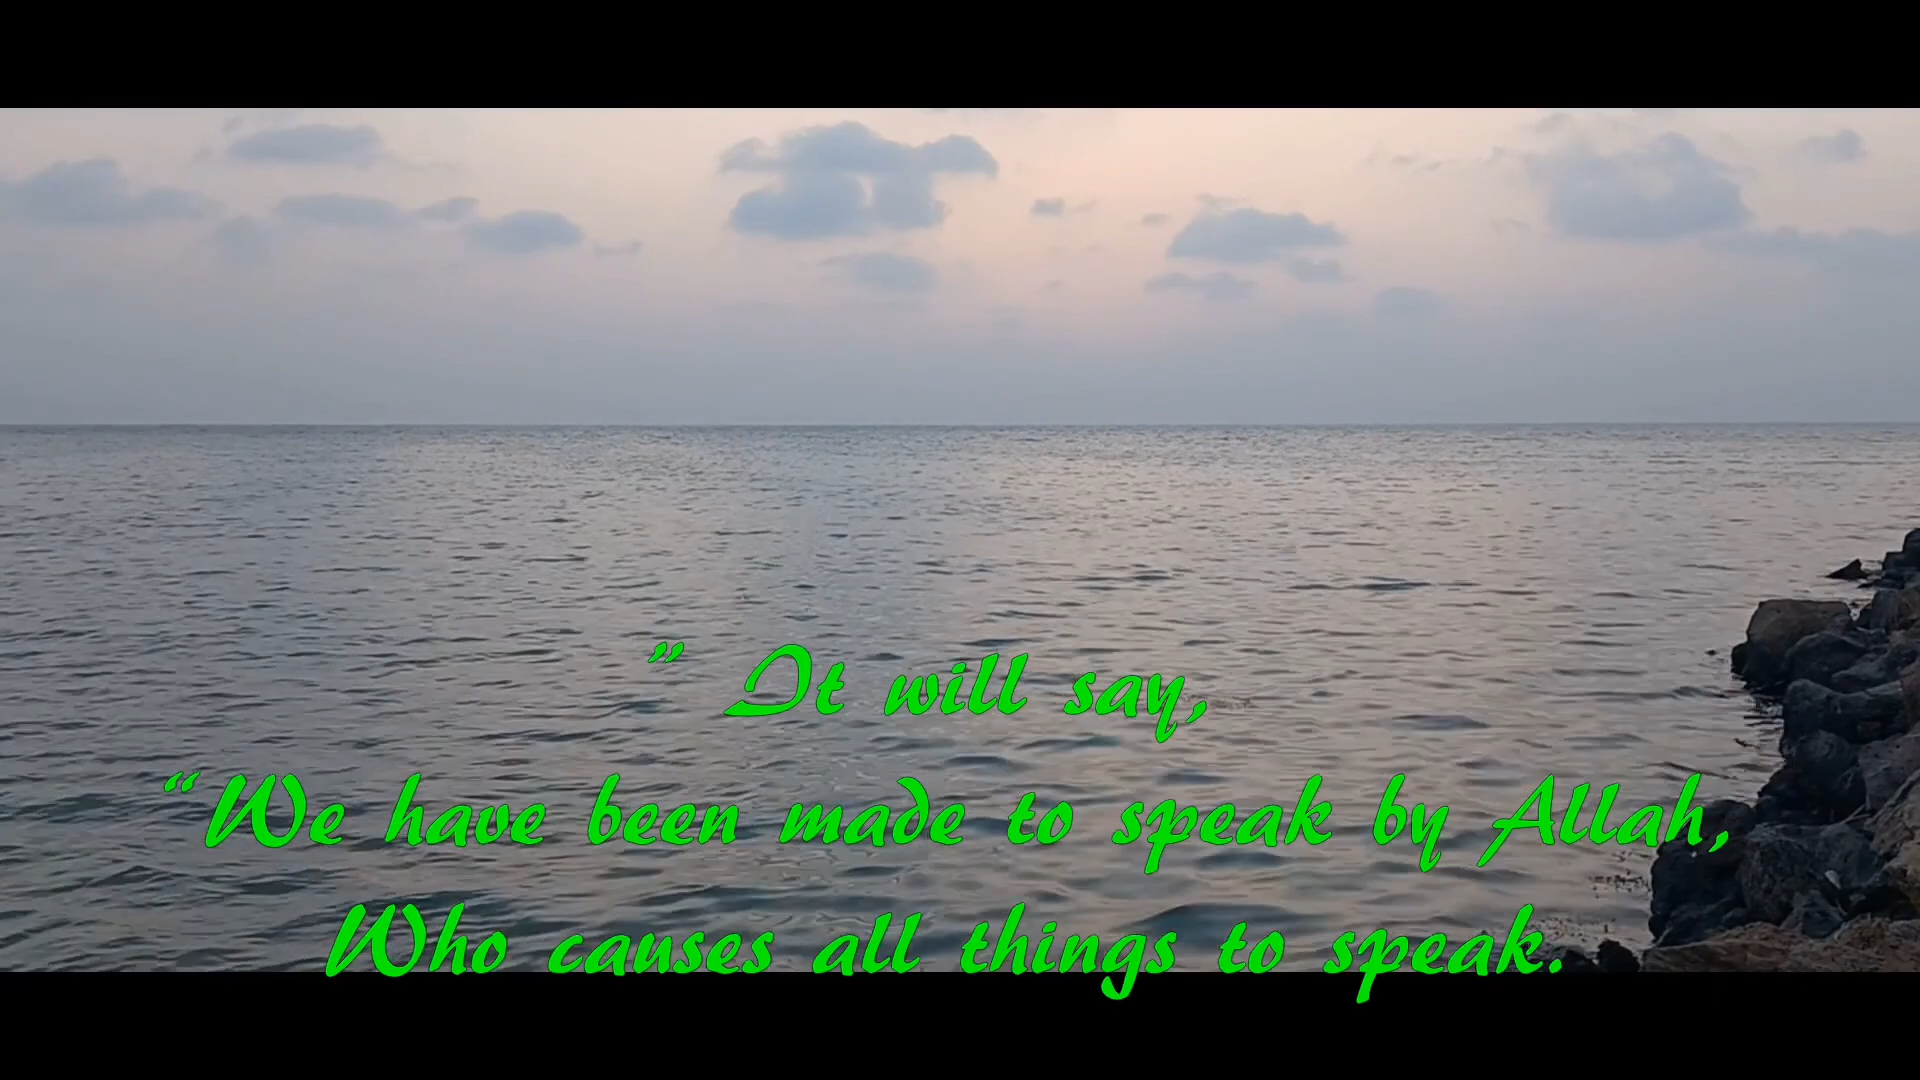 ” It will say,
“We have been made to speak by Allah,
Who causes all things to speak.